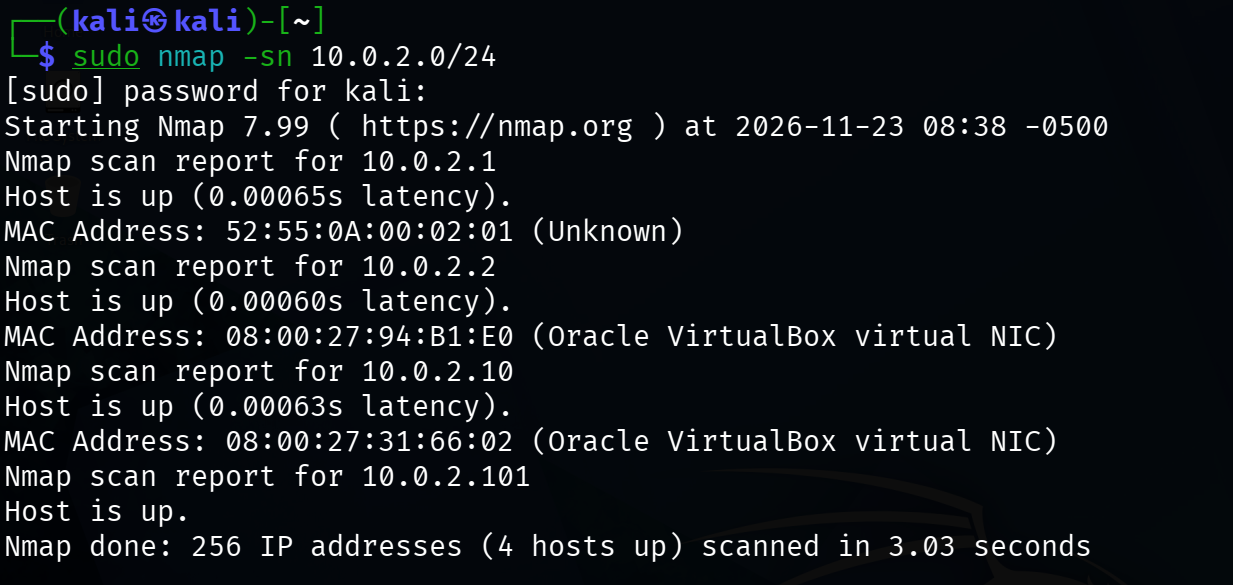 ┌──(kali㉿kali)-[~]
└─$ sudo nmap -sn 10.0.2.0/24
[sudo] password for kali:
Starting Nmap 7.99 ( https://nmap.org ) at 2026-11-23 08:38 -0500
Nmap scan report for 10.0.2.1
Host is up (0.00065s latency).
MAC Address: 52:55:0A:00:02:01 (Unknown)
Nmap scan report for 10.0.2.2
Host is up (0.00060s latency).
MAC Address: 08:00:27:94:B1:E0 (Oracle VirtualBox virtual NIC)
Nmap scan report for 10.0.2.10
Host is up (0.00063s latency).
MAC Address: 08:00:27:31:66:02 (Oracle VirtualBox virtual NIC)
Nmap scan report for 10.0.2.101
Host is up.
Nmap done: 256 IP addresses (4 hosts up) scanned in 3.03 seconds